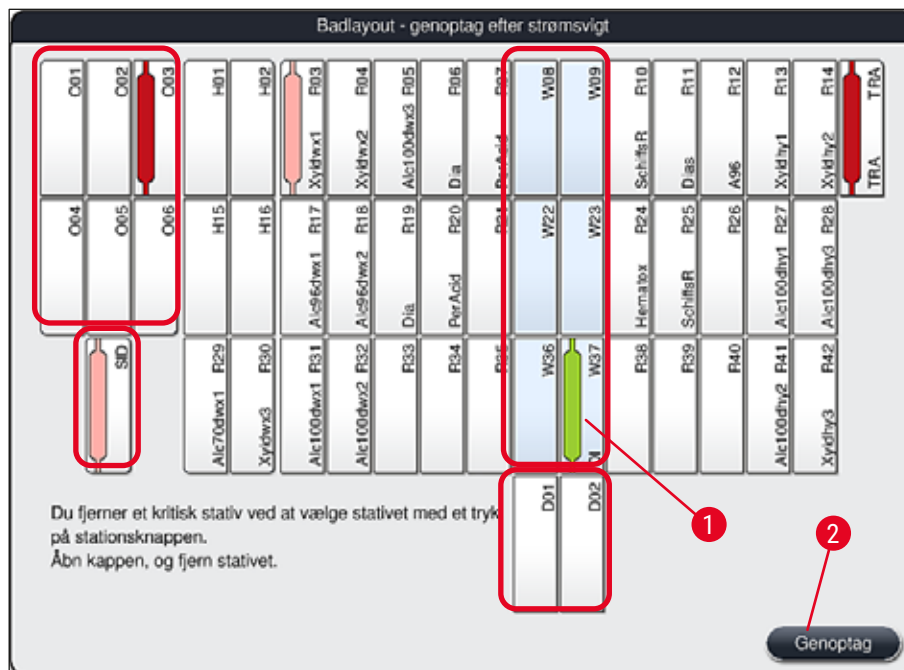 Badlayout - genoptag efter strømsvigt
O01
O02
O03
H01
H02
Xyldwx1 R03
Xyldwx2 R04
Alc100dwx3 R05
Dia R06
PerAcid R07
W08
W09
SchiffsR R10
Dias R11
A96 R12
Xyldhy1 R13
Xyldhy2 R14
TRA TRA
O04
O05
O06
H15
H16
Alc96dwx1 R17
Alc96dwx2 R18
Dia R19
PerAcid R20
R21
W22
W23
Hematox R24
SchiffsR R25
R26
Alc100dhy1 R27
Alc100dhy3 R28
SID
Alc70dwx1 R29
Xyldwx3 R30
Alc100dwx1 R31
Alc100dwx2 R32
R33
R34
R35
W36
DI W37
R38
R39
R40
Alc100dhy2 R41
Xyldhy3 R42
D01
D02
1
Du fjerner et kritisk stativ ved at vælge stativet med et tryk
på stationsknappen.
Åbn kappen, og fjern stativet.
2
Genoptag